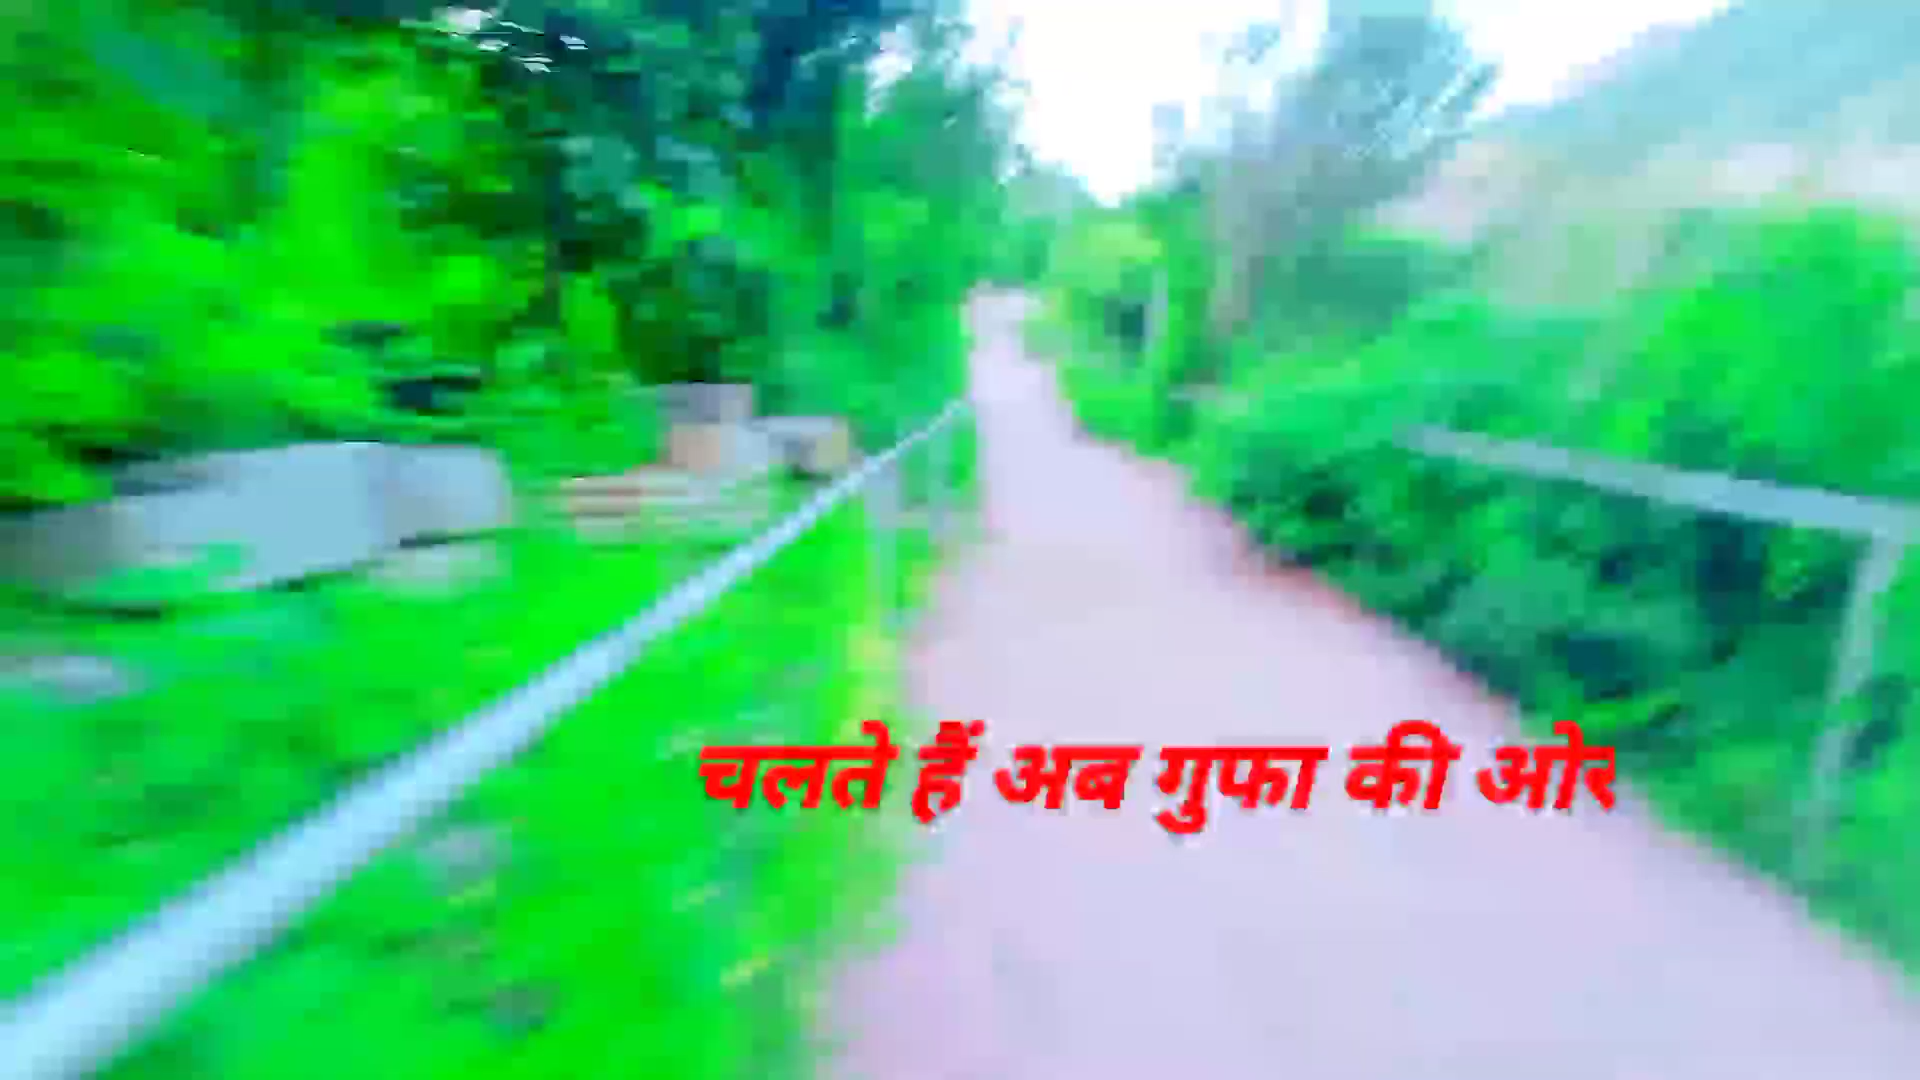 चलते हैं अब गुफा की ओर